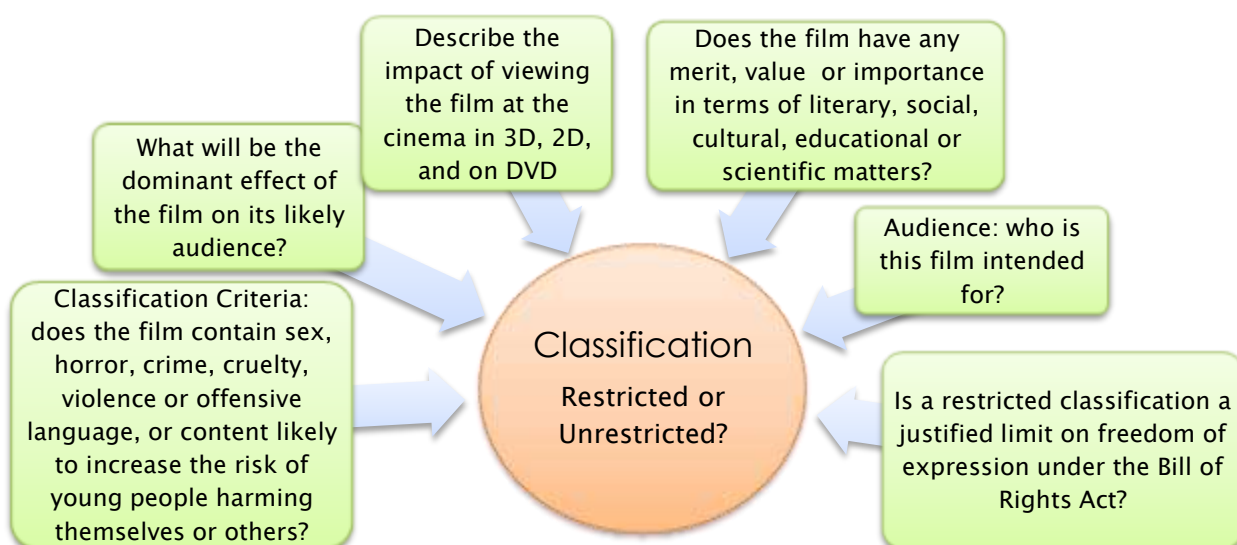 Describe the
impact of viewing
the film at the
cinema in 3D, 2D,
and on DVD
Does the film have any
merit, value  or importance
in terms of literary, social,
cultural, educational or
scientific matters?
What will be the
dominant effect of
the film on its likely
audience?
Audience: who is
this film intended
for?
Classification Criteria:
does the film contain sex,
horror, crime, cruelty,
violence or offensive
language, or content likely
to increase the risk of
young people harming
themselves or others?
Classification
Restricted or
Unrestricted?
Is a restricted classification a
justified limit on freedom of
expression under the Bill of
Rights Act?